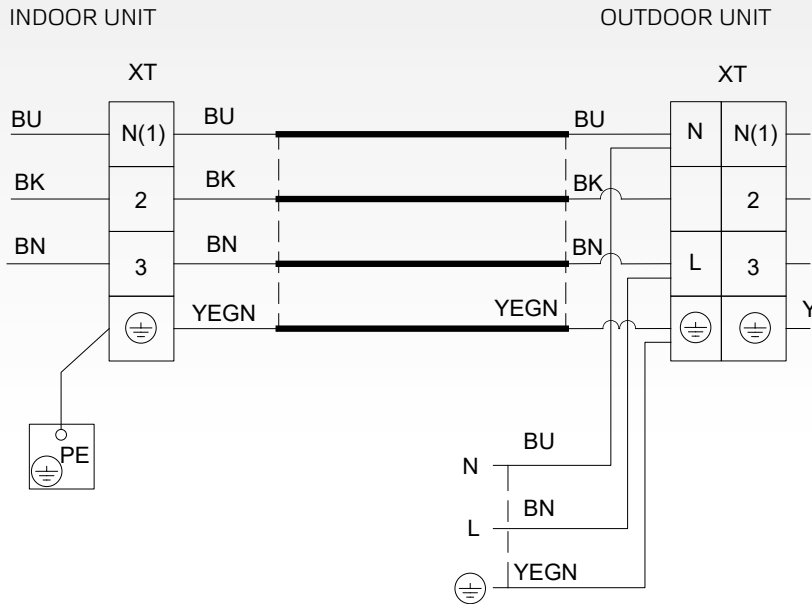 INDOOR UNIT
OUTDOOR UNIT
XT
XT
BU
N(1)
BU
BU
N
N(1)
BK
2
BK
BK
2
BN
3
BN
BN
L
3
YEGN
YEGN
Y
PE
N
BU
L
BN
YEGN